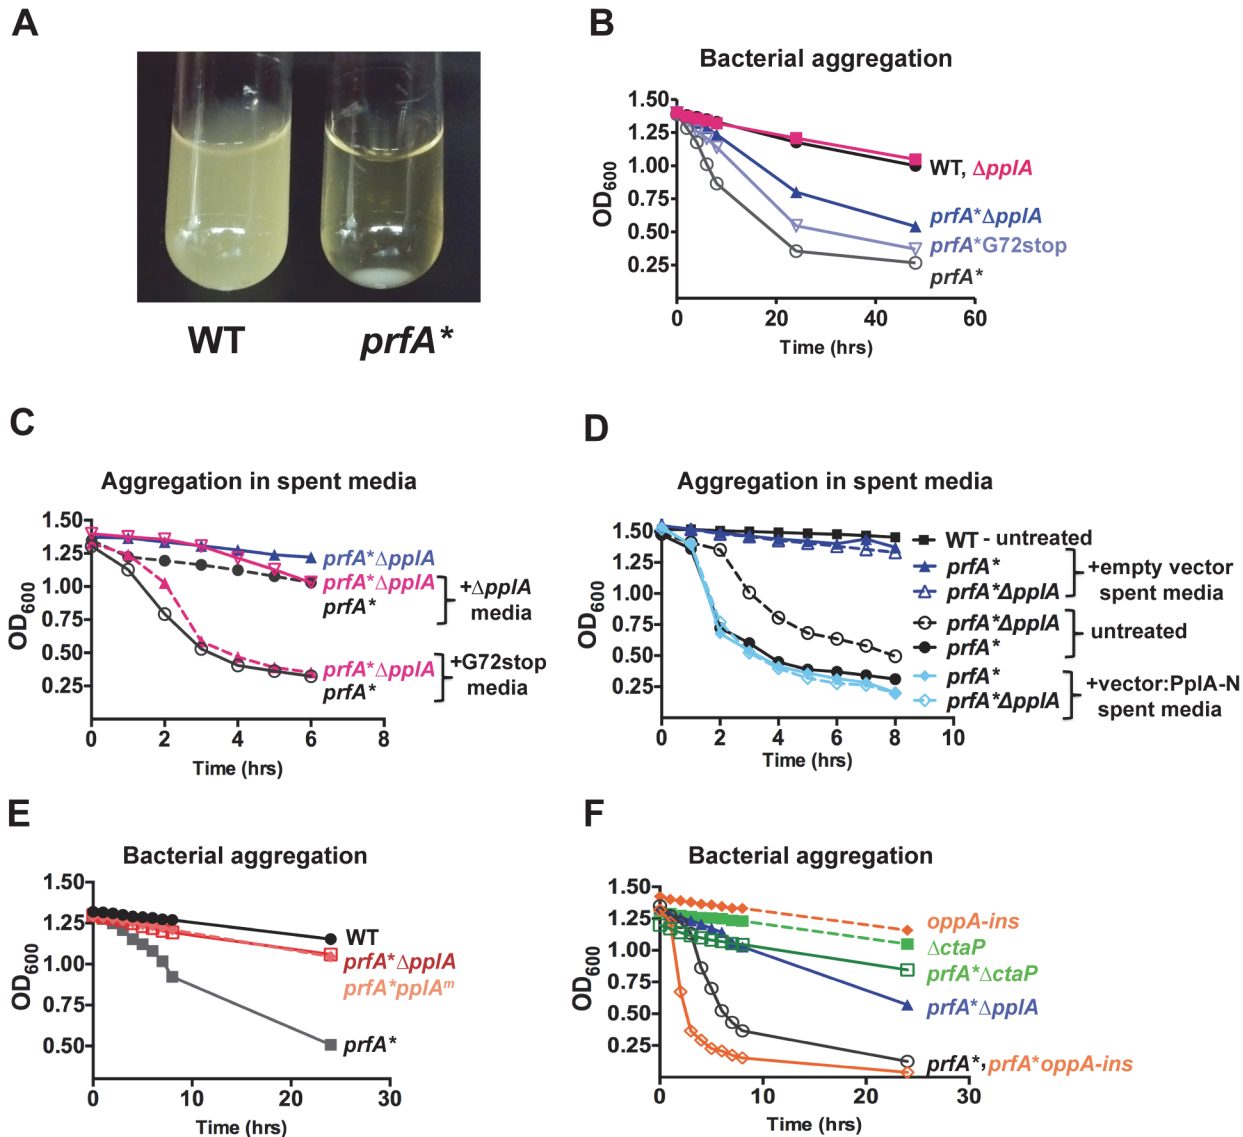 A
WT
prfA*
B
Bacterial aggregation
1.50
1.25
1.00
0.75
0.50
0.25
OD600
0
20
40
60
Time (hrs)
WT, ΔpplA
prfA*ΔpplA
prfA*G72stop
prfA*
C
Aggregation in spent media
1.50
1.25
1.00
0.75
0.50
0.25
OD600
0
2
4
6
8
Time (hrs)
prfA*ΔpplA
prfA*ΔpplA
prfA*
+ΔpplA
media
prfA*ΔpplA
prfA*
+G72stop
media
D
Aggregation in spent media
1.50
1.25
1.00
0.75
0.50
0.25
OD600
0
2
4
6
8
10
Time (hrs)
WT - untreated
prfA*
prfA*ΔpplA
+empty vector
spent media
prfA*ΔpplA
prfA*
untreated
prfA*
prfA*ΔpplA
+vector:PplA-N
spent media
E
Bacterial aggregation
1.50
1.25
1.00
0.75
0.50
OD600
0
10
20
30
Time (hrs)
WT
prfA*ΔpplA
prfA*pplAm
prfA*
F
Bacterial aggregation
1.50
1.25
1.00
0.75
0.50
0.25
OD600
0
10
20
30
Time (hrs)
oppA-ins
ΔctaP
prfA*ΔctaP
prfA*ΔpplA
prfA*, prfA*oppA-ins